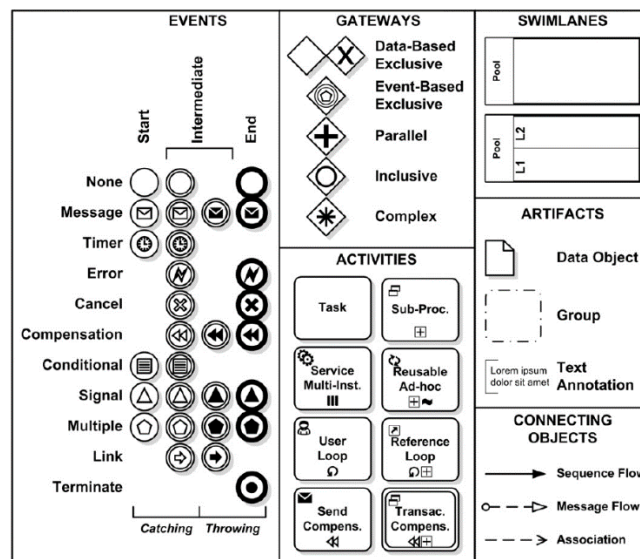 EVENTS
Start
Intermediate
End
None
Message
Timer
Error
Cancel
Compensation
Conditional
Signal
Multiple
Link
Terminate
Catching
Throwing
GATEWAYS
X
Data-Based
Exclusive
Event-Based
Exclusive
Parallel
Inclusive
Complex
ACTIVITIES
Task
Sub-Proc.
Service
Multi-Inst.
Reusable
Ad-hoc
User
Loop
Reference
Loop
Send
Compens.
Transac.
Compens.
SWIMLANES
Pool
Pool
L2
L1
ARTIFACTS
Data Object
Group
Lorem ipsum
dolor sit amet
Text
Annotation
CONNECTING
OBJECTS
Sequence Flow
Message Flow
Association